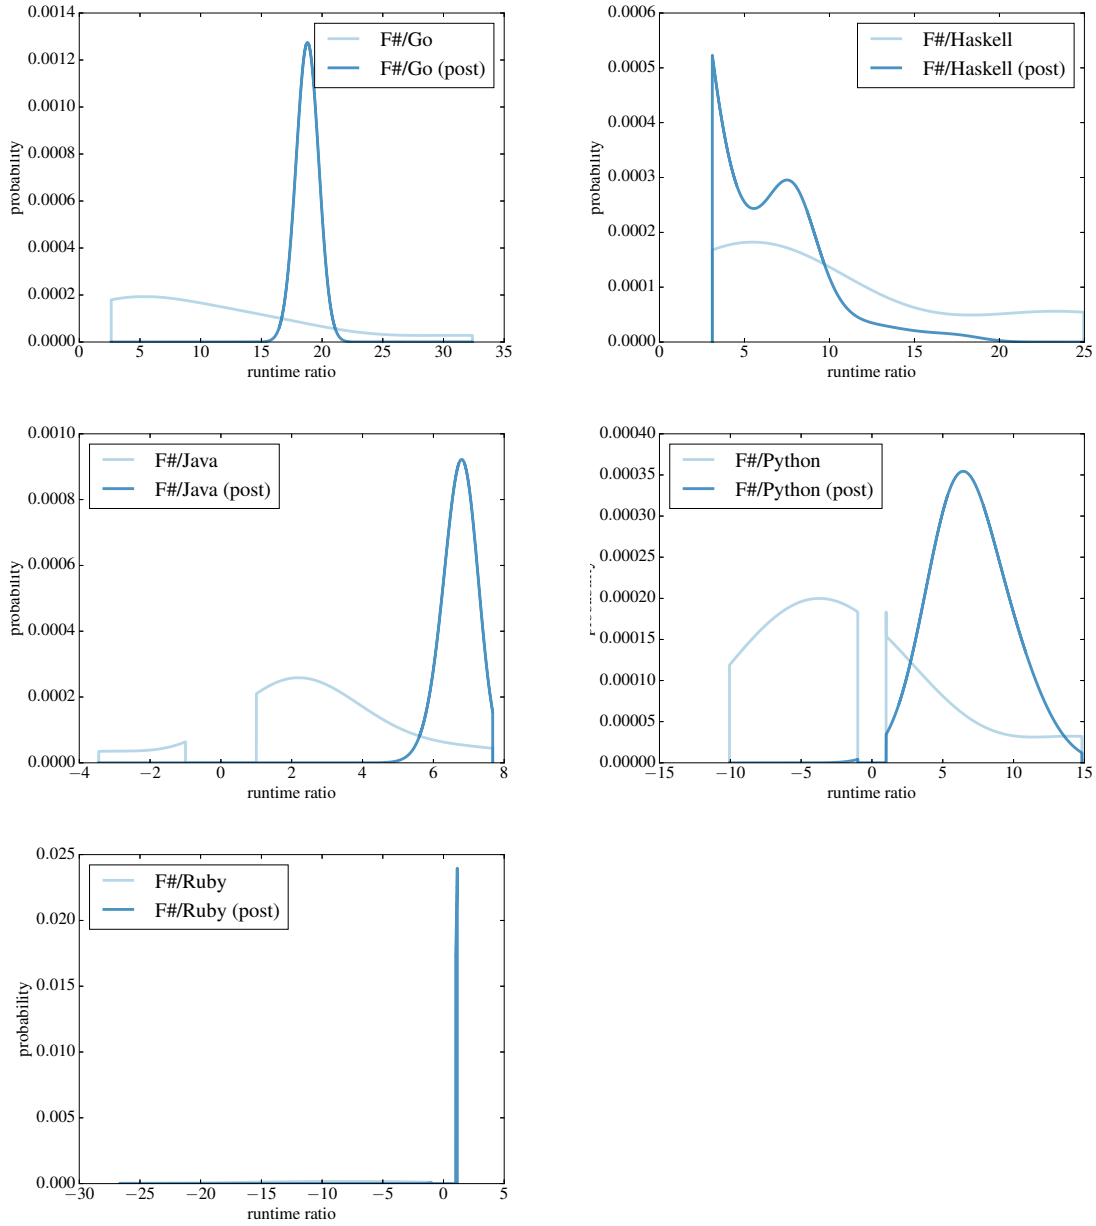 0.0014
0.0012
0.0010
0.0008
0.0006
0.0004
0.0002
0.0000
probability
F#/Go
F#/Go (post)
0 5 10 15 20 25 30 35
runtime ratio
0.0006
0.0005
0.0004
0.0003
0.0002
0.0001
0.0000
probability
F#/Haskell
F#/Haskell (post)
0 5 10 15 20 25
runtime ratio
0.0010
0.0008
0.0006
0.0004
0.0002
0.0000
probability
F#/Java
F#/Java (post)
−4 −2 0 2 4 6 8
runtime ratio
0.00040
0.00035
0.00030
0.00025
0.00020
0.00015
0.00010
0.00005
0.00000
F#/Python
F#/Python (post)
−15 −10 −5 0 5 10 15
runtime ratio
0.025
0.020
0.015
0.010
0.005
0.000
probability
F#/Ruby
F#/Ruby (post)
−30 −25 −20 −15 −10 −5 0 5
runtime ratio